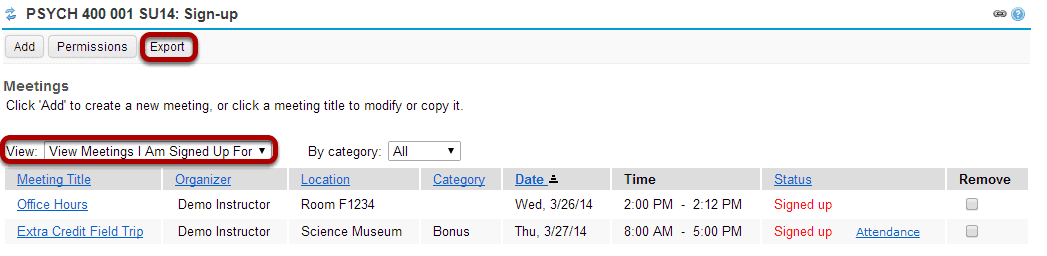 PSYCH 400 001 SU14: Sign-up
Add Permissions Export
Meetings
Click 'Add' to create a new meeting, or click a meeting title to modify or copy it.
View: View Meetings I Am Signed Up For By category: All
Meeting Title Organizer Location Category Date Time Status Remove
Office Hours Demo Instructor Room F1234 Wed, 3/26/14 2:00 PM - 2:12 PM Signed up
Extra Credit Field Trip Demo Instructor Science Museum Bonus Thu, 3/27/14 8:00 AM - 5:00 PM Signed up Attendance